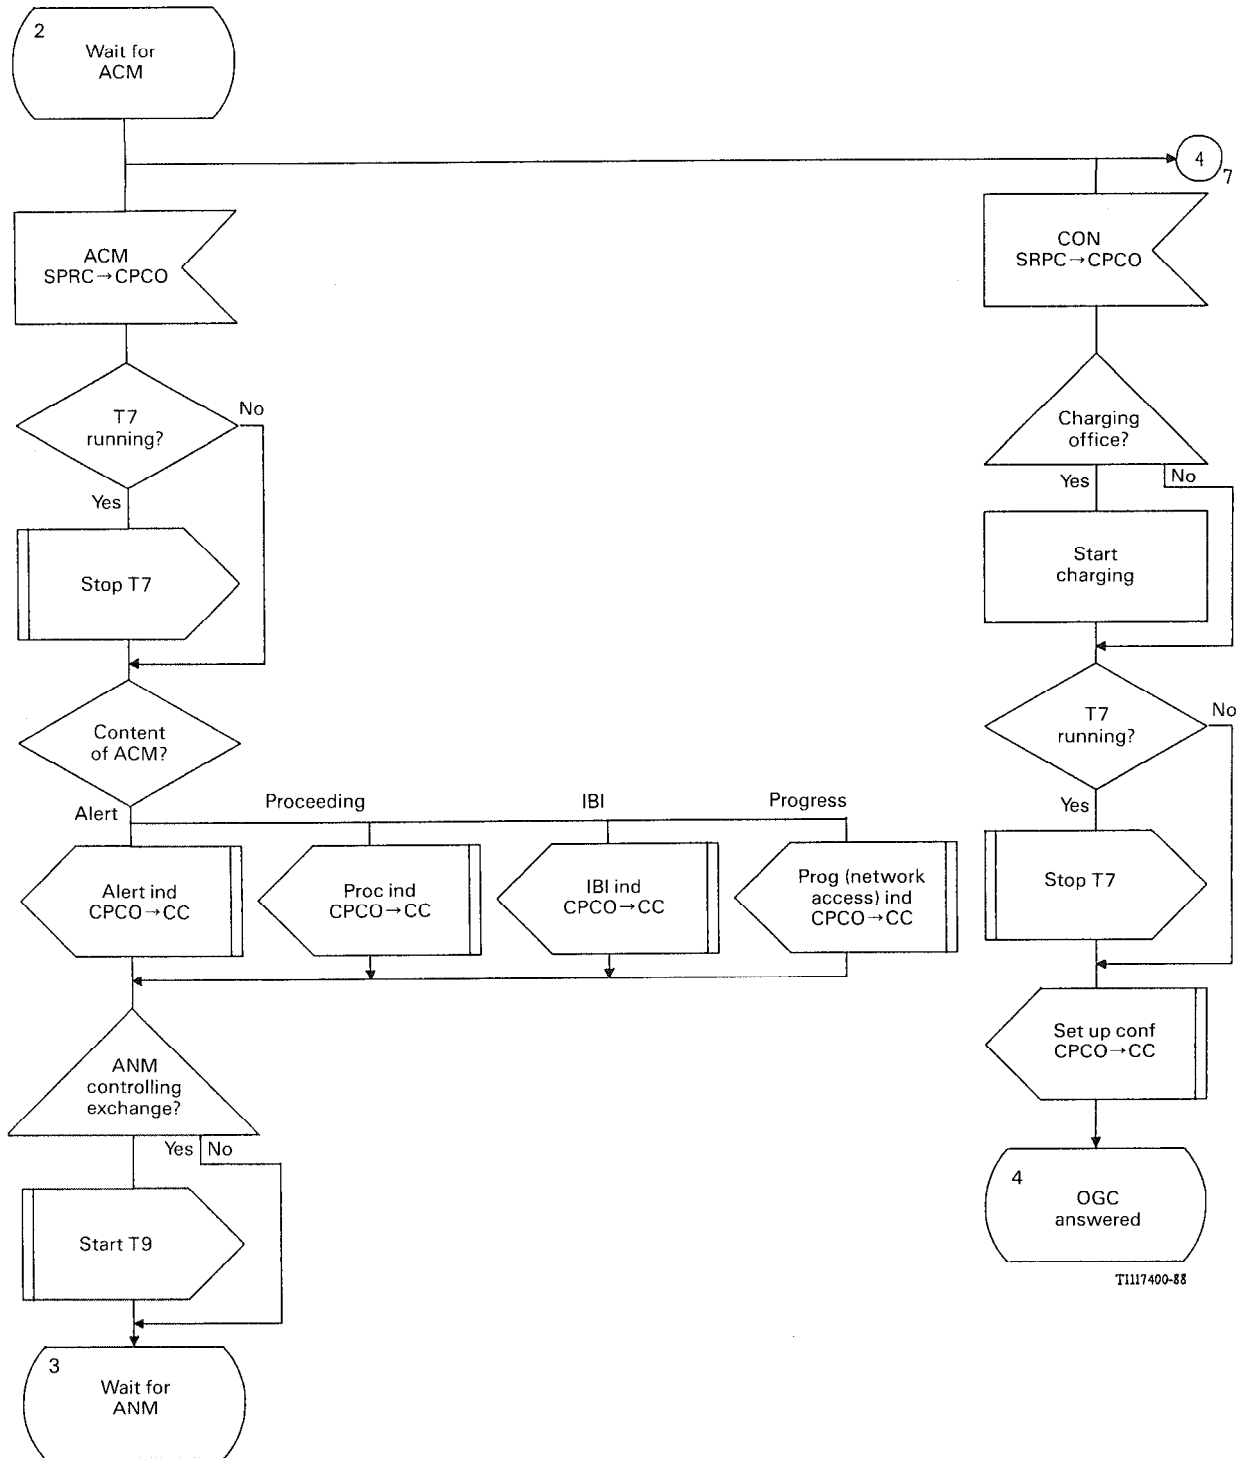 2
Wait for
ACM
4
7
ACM
SPRC→CPCO
CON
SRPC→CPCO
T7
running?
No
Yes
Stop T7
Charging
office?
Yes
No
Start
charging
Content
of ACM?
T7
running?
No
Yes
Alert
Proceeding
IBI
Progress
Alert ind
CPCO→CC
Proc ind
CPCO→CC
IBI ind
CPCO→CC
Prog (network
access) ind
CPCO→CC
Stop T7
ANM
controlling
exchange?
Yes
No
Set up conf
CPCO→CC
Start T9
4
OGC
answered
T1117400-88
3
Wait for
ANM